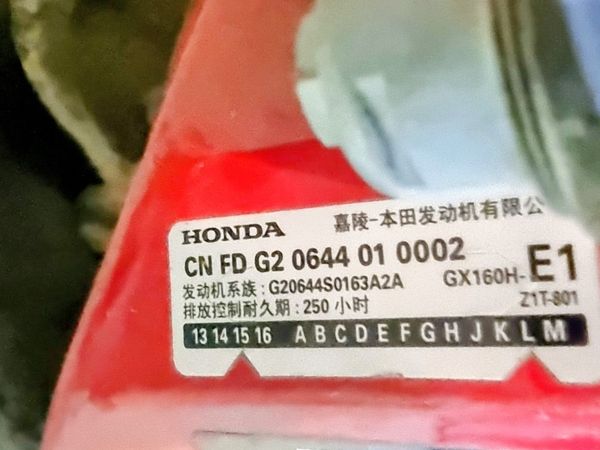 HONDA 嘉陵-本田发动机有限公
CN FD G2 0644 01 0002
发动机系族：G20644S0163A2A GX160H-E1
排放控制耐久期：250 小时 Z1T-801
13 14 15 16 A B C D E F G H J K L M